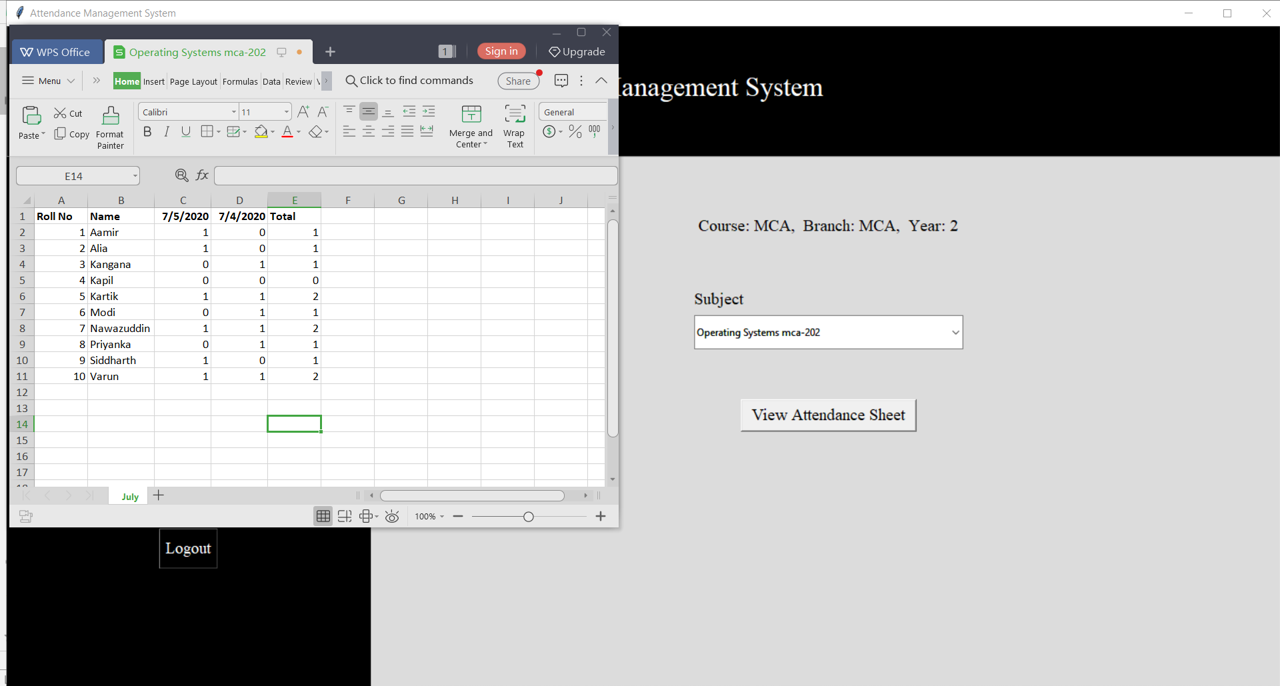 Attendance Management System
WPS Office Operating Systems mca-202 1 Sign in Upgrade
Menu Home Insert Page Layout Formulas Data Review Click to find commands Share
Paste Cut Copy Format Painter Calibri 11 A A Merge and Center Wrap Text General
B I U A
E14 fx
A B C D E F G H I J
1 Roll No Name 7/5/2020 7/4/2020 Total
2 1 Aamir 1 0 1
3 2 Alia 1 0 1
4 3 Kangana 0 1 1
5 4 Kapil 0 0 0
6 5 Kartik 1 1 2
7 6 Modi 0 1 1
8 7 Nawazuddin 1 1 2
9 8 Priyanka 0 1 1
10 9 Siddharth 1 0 1
11 10 Varun 1 1 2
12
13
14
15
16
17
July
100%
Management System
Course: MCA, Branch: MCA, Year: 2
Subject
Operating Systems mca-202
View Attendance Sheet
Logout